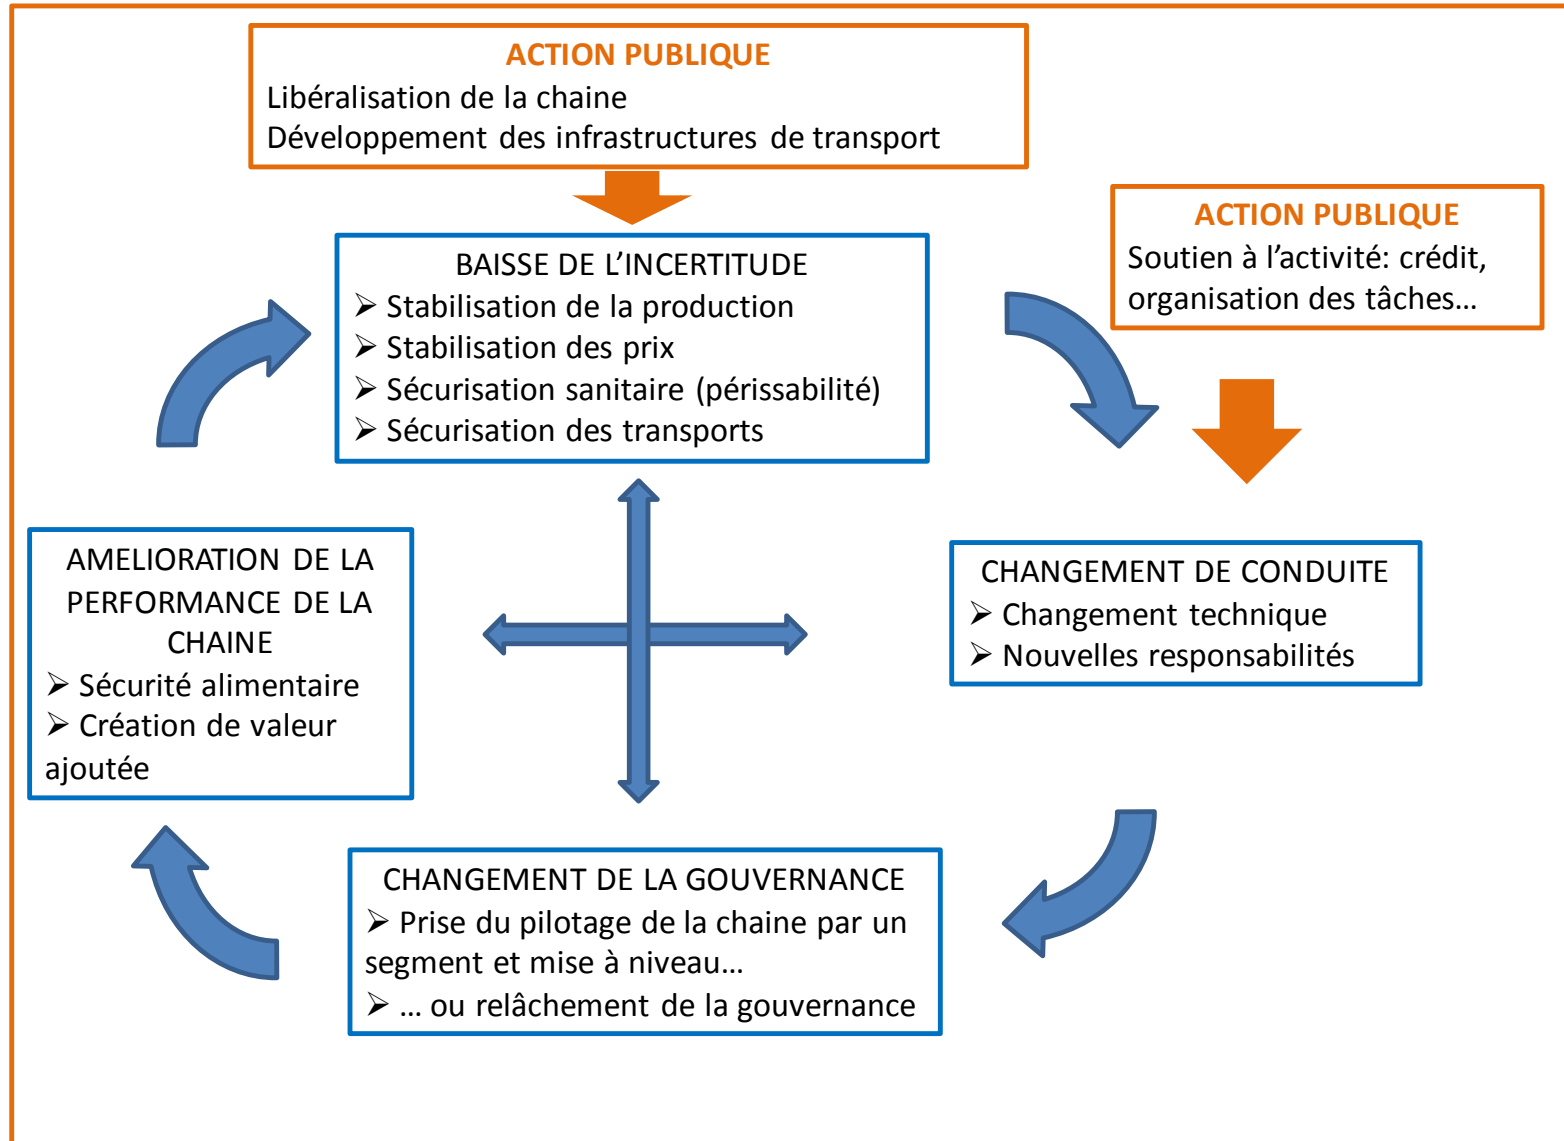 ACTION PUBLIQUE
Libéralisation de la chaine
Développement des infrastructures de transport
ACTION PUBLIQUE
Soutien à l’activité: crédit,
organisation des tâches…
BAISSE DE L’INCERTITUDE
➢ Stabilisation de la production
➢ Stabilisation des prix
➢ Sécurisation sanitaire (périssabilité)
➢ Sécurisation des transports
AMELIORATION DE LA
PERFORMANCE DE LA
CHAINE
➢ Sécurité alimentaire
➢ Création de valeur
ajoutée
CHANGEMENT DE CONDUITE
➢ Changement technique
➢ Nouvelles responsabilités
CHANGEMENT DE LA GOUVERNANCE
➢ Prise du pilotage de la chaine par un
segment et mise à niveau…
➢ … ou relâchement de la gouvernance